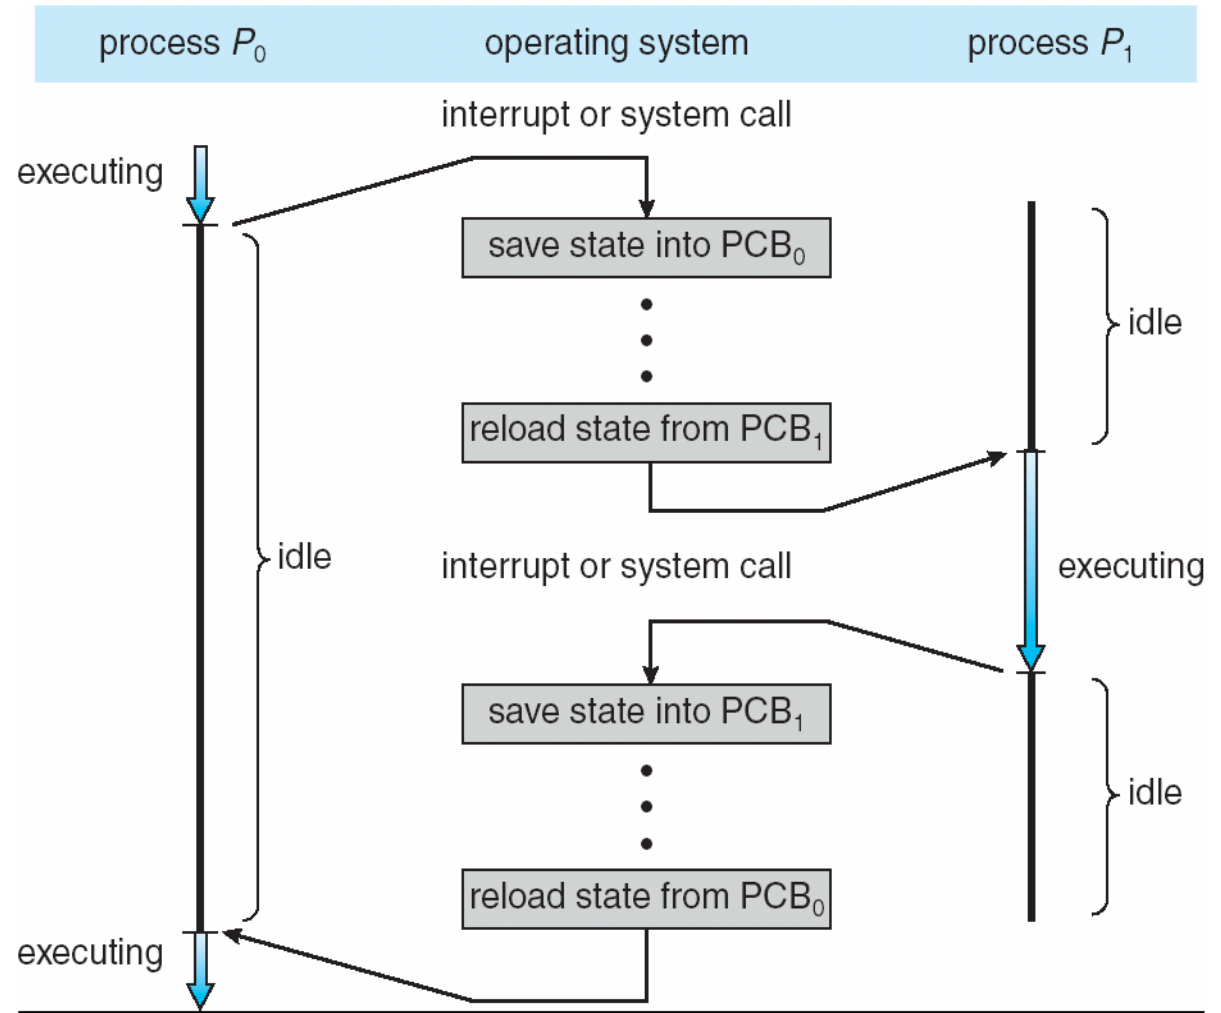 process P₀ operating system process P₁
interrupt or system call
executing
save state into PCB₀
idle
reload state from PCB₁
idle
interrupt or system call
executing
save state into PCB₁
idle
reload state from PCB₀
executing